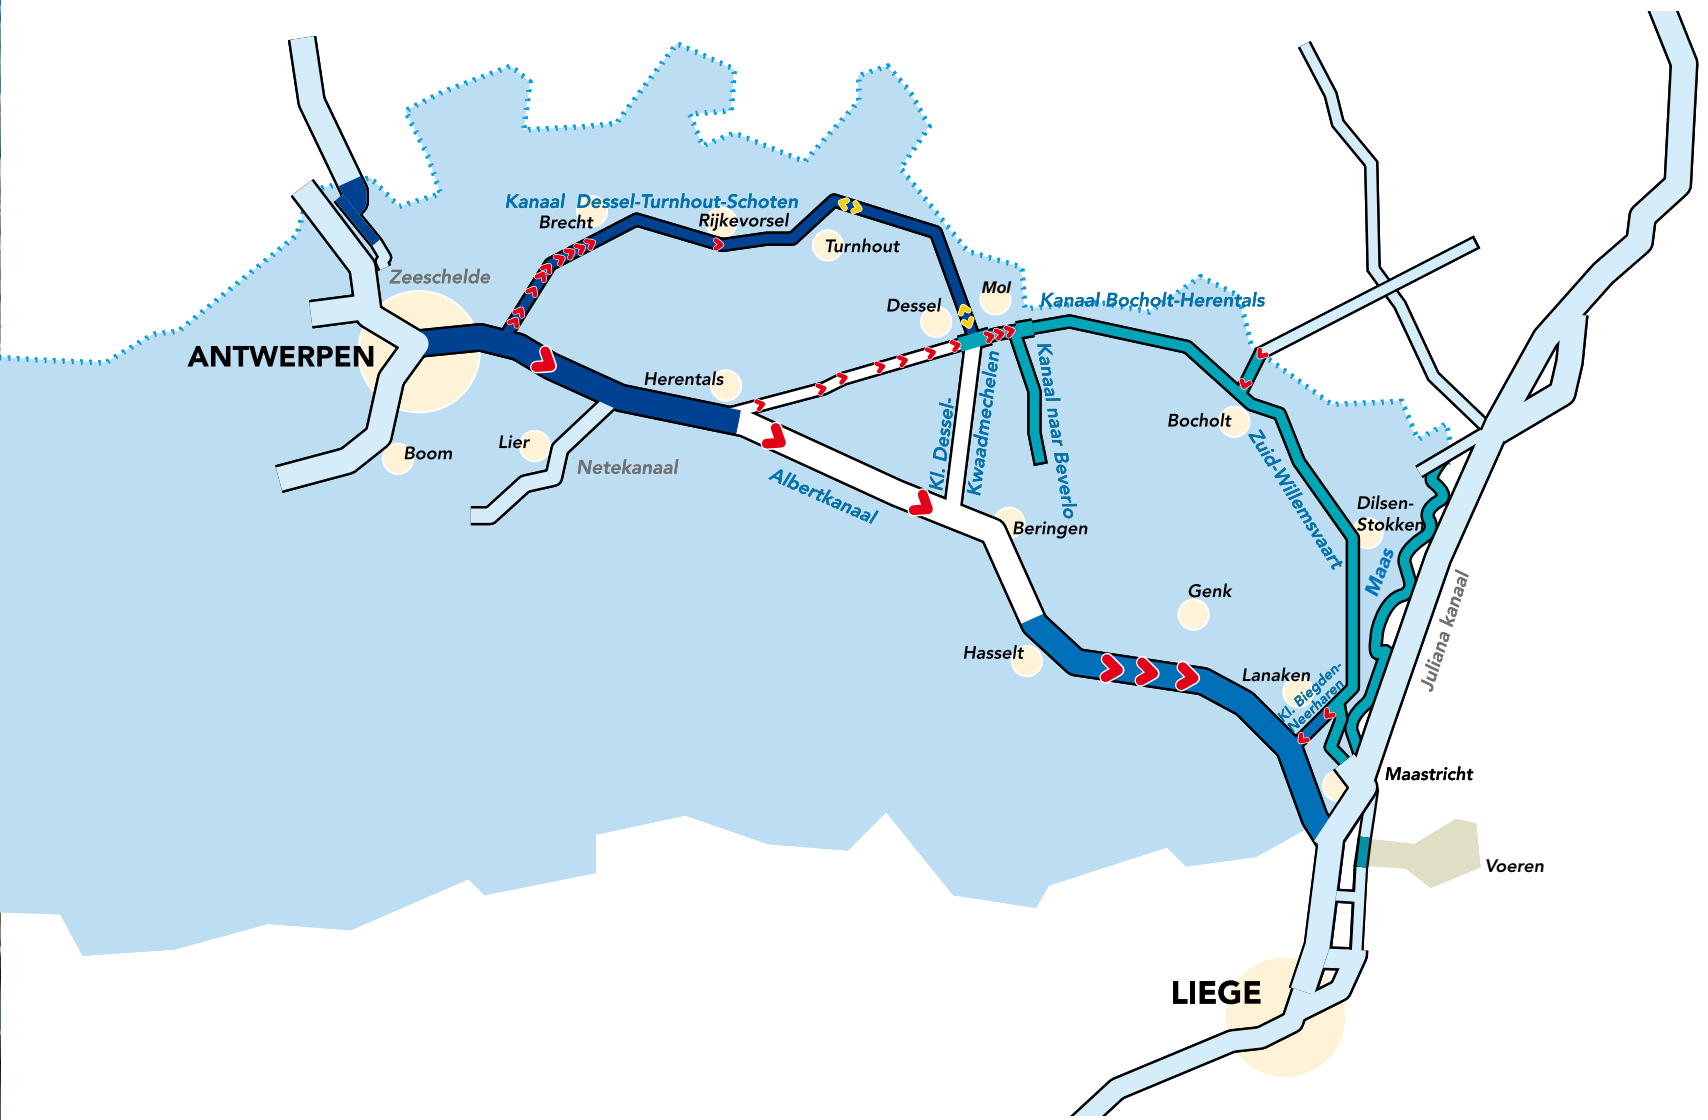 Kanaal Dessel-Turnhout-Schoten
Brecht
Rijkevorsel
Turnhout
Zeeschelde
Mol
Dessel
Kanaal Bocholt-Herentals
ANTWERPEN
Herentals
Kanaal naar Beverlo
Kl. Dessel-
Kwaadmechelen
Bocholt
Lier
Boom
Netekanaal
Albertkanaal
Zuid-Willemsvaart
Dilsen-
Stokken
Beringen
Maas
Juliana kanaal
Genk
Hasselt
Lanaken
Kl. Biegden-
Neerharen
Maastricht
Voeren
LIEGE